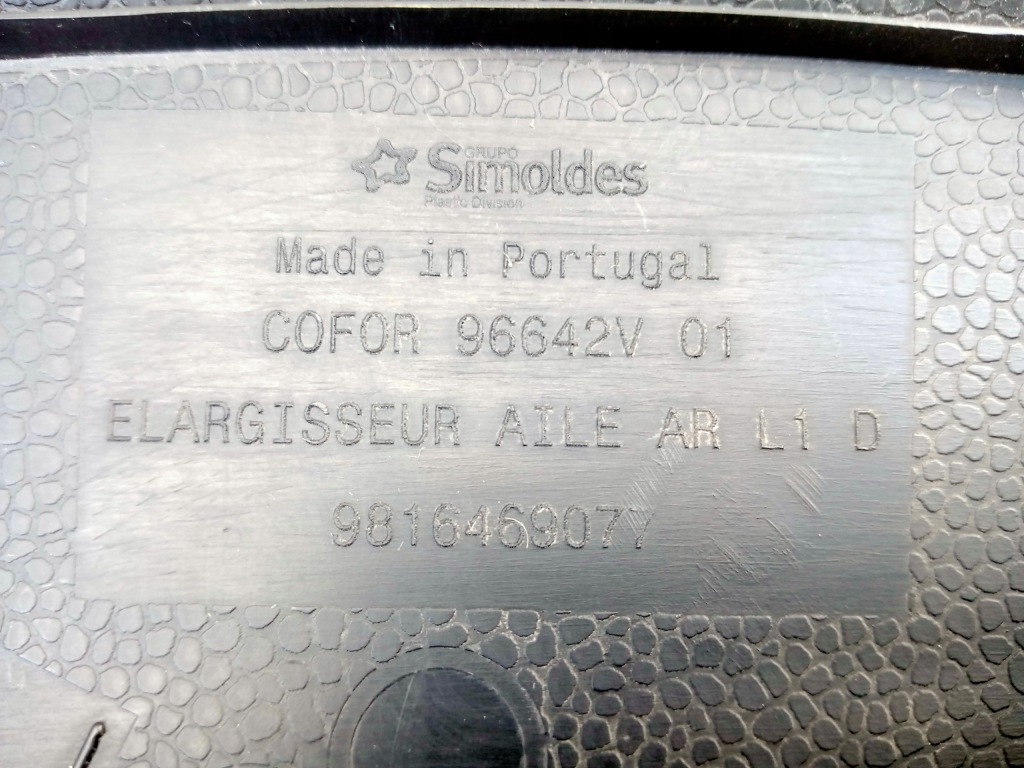 GRUPO
Simoldes
Plastic Division
Made in Portugal
COFOR 96642V 01
ELARGISSEUR AILE AR L1 D
9816469077